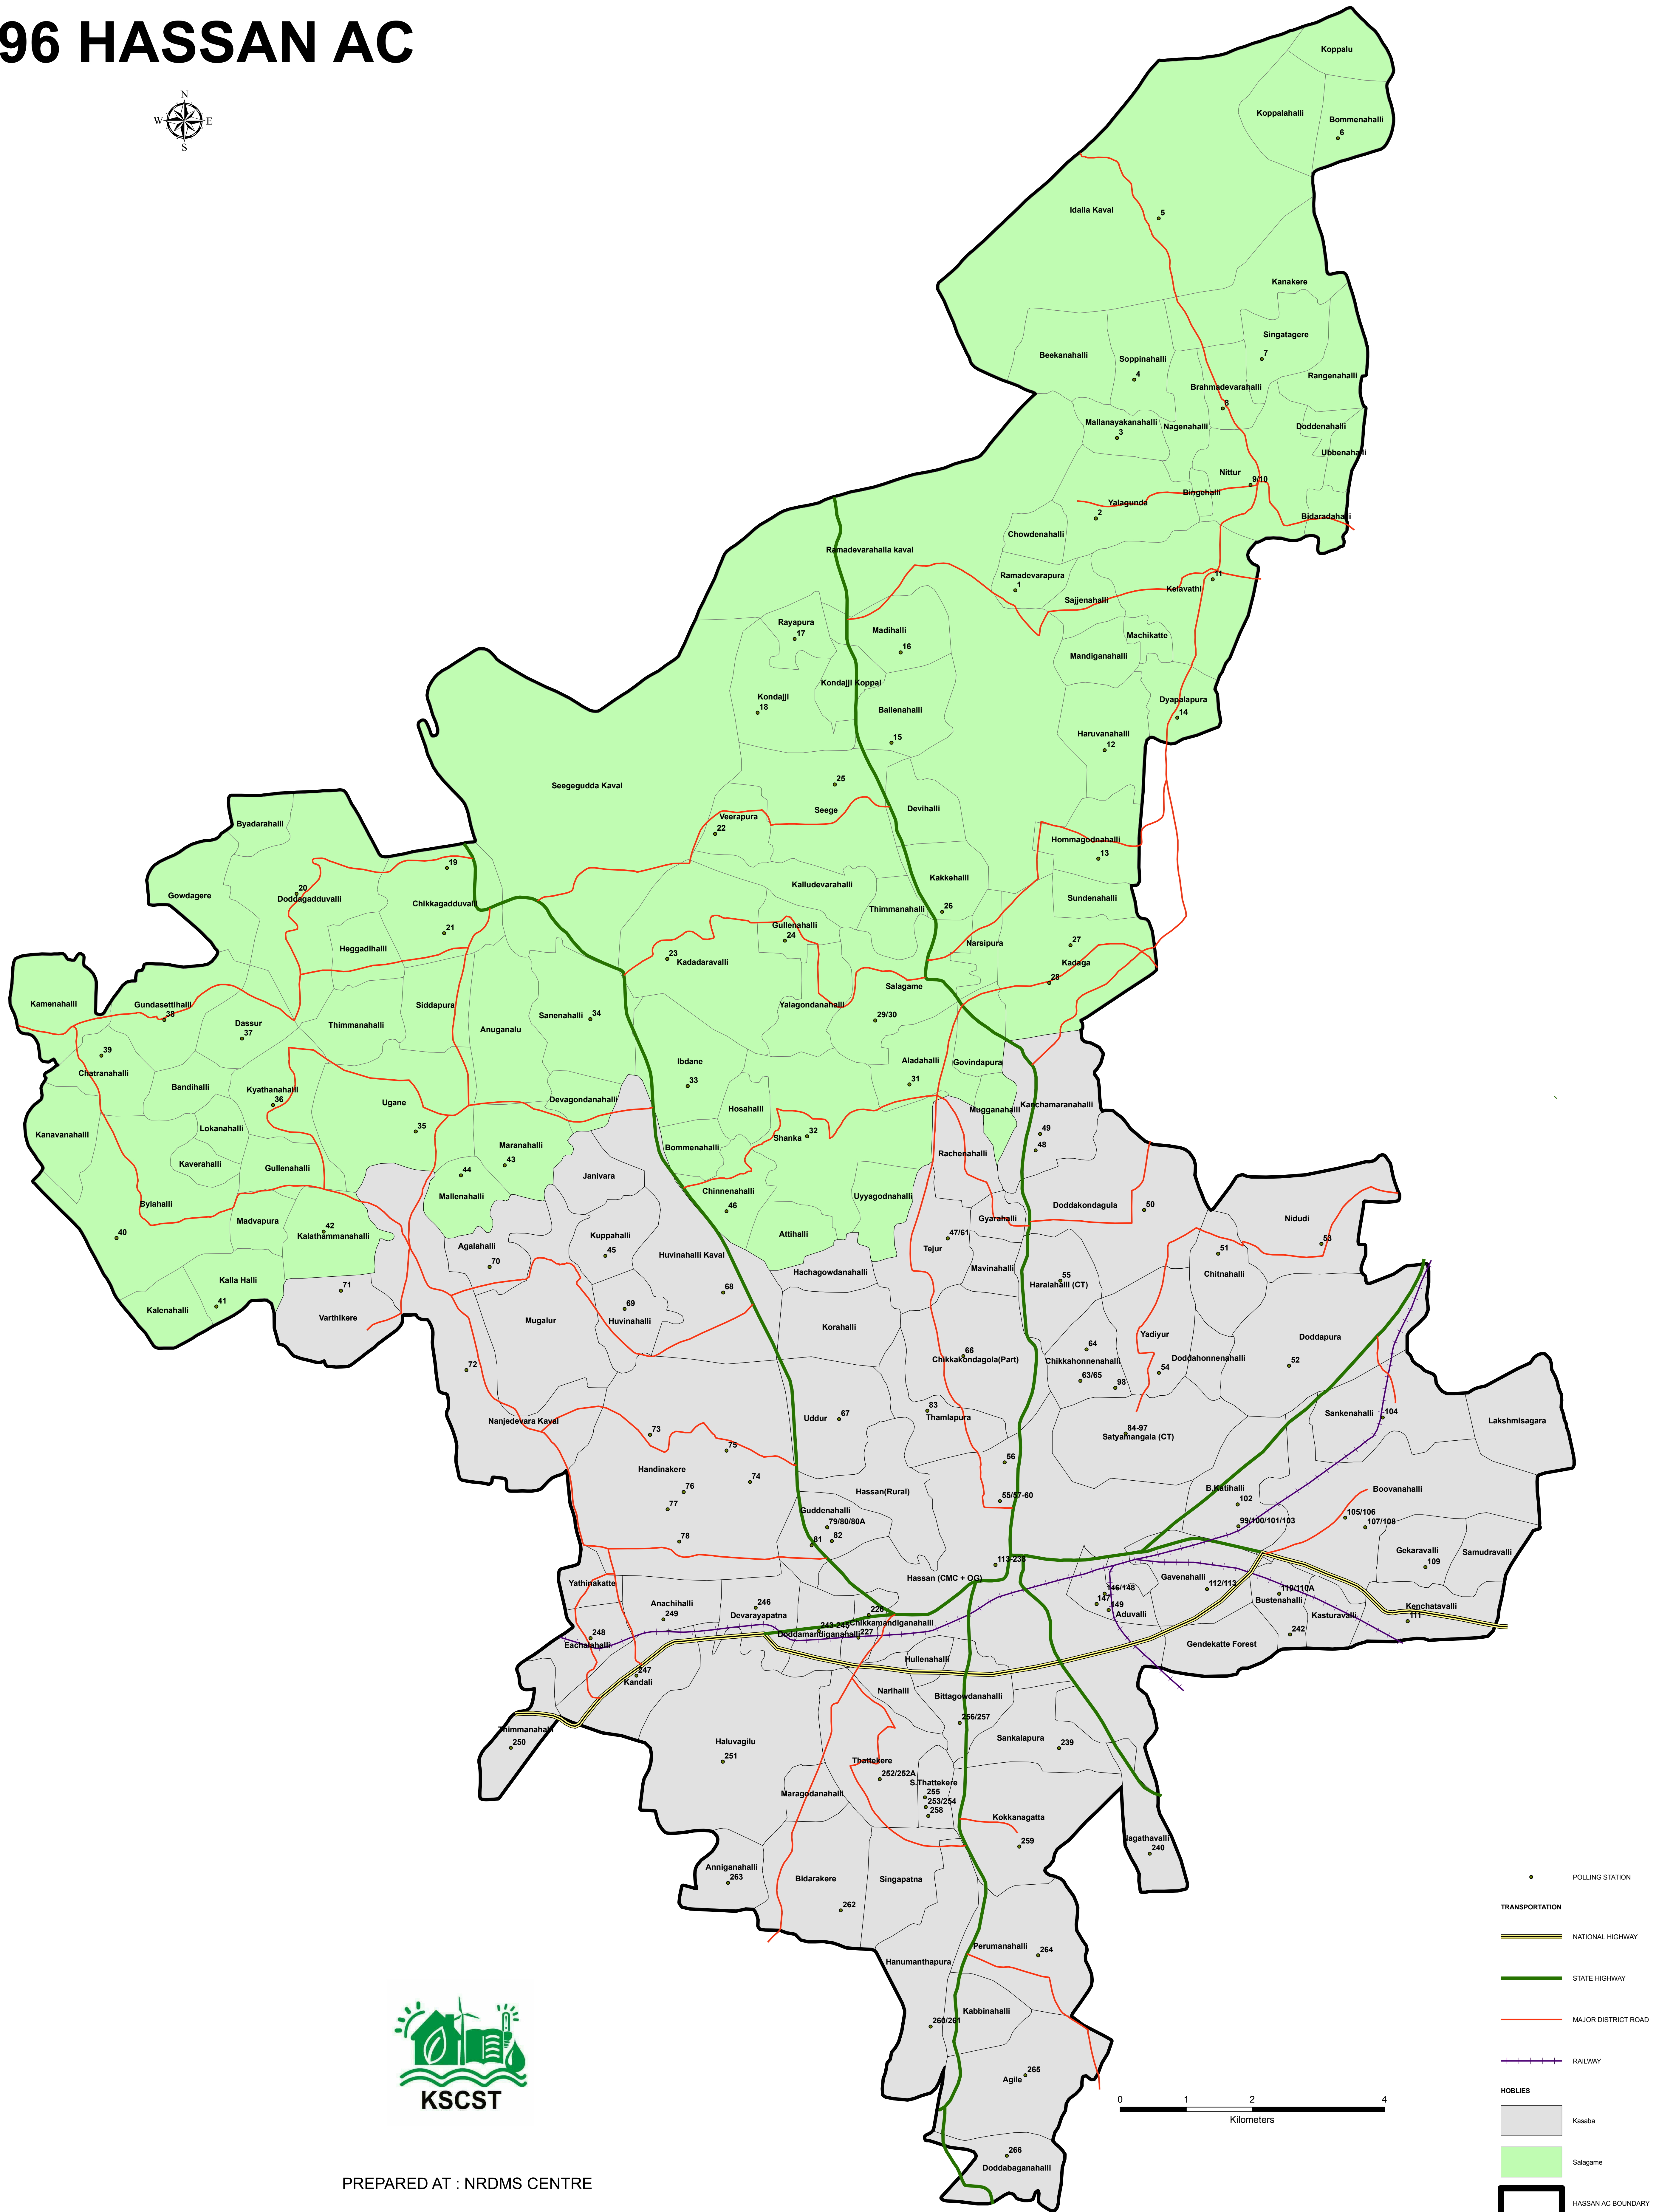 96 HASSAN AC
N
W
E
S
Koppalu
Koppalahalli
Bommenahalli
6
Idalla Kaval
5
Kanakere
Singatagere
7
Beekanahalli
Soppinahalli
4
Rangenahalli
Brahmadevarahalli
8
Mallanayakanahalli
3
Nagenahalli
Doddenahalli
Ubbenahalli
Nittur
9/10
Bingehalli
Yalagunda
2
Bidaradahalli
Chowdenahalli
Ramadevarahalla kaval
Ramadevarapura
1
11
Kelavathi
Sajjenahalli
Rayapura
17
Madihalli
16
Machikatte
Mandiganahalli
Kondajji Koppal
Kondajji
18
Ballenahalli
15
Dyapalapura
14
Haruvanahalli
12
Seegegudda Kaval
25
Seege
Devihalli
Veerapura
22
Byadarahalli
Hommagodnahalli
13
19
20
Doddagadduvalli
Gowdagere
Chikkagadduvalli
21
Kalludevarahalli
Kakkehalli
26
Sundenahalli
Thimmanahalli
Gullenahalli
24
Heggadihalli
23
Kadadaravalli
Narsipura
27
Kadaga
28
Salagame
Kamenahalli
Gundasettihalli
38
Siddapura
Sanenahalli
34
Yalagondanahalli
29/30
Dassur
37
Thimmanahalli
Anuganalu
39
Chatranahalli
Ibdane
33
Aladahalli
31
Govindapura
Bandihalli
Kyathanahalli
36
Ugane
35
Devagondanahalli
Hosahalli
Mugganahalli
Kanchamaranahalli
49
48
Kanavanahalli
Lokanahalli
Shanka
32
Maranahalli
43
Bommenahalli
Rachenahalli
Kaverahalli
Gullenahalli
44
Mallenahalli
Janivara
Chinnenahalli
46
Uyyagodnahalli
Bylahalli
40
Doddakondagula
50
Madvapura
42
Kalathammanahalli
Gyarahalli
Nidudi
53
Attihalli
Kuppahalli
45
47/61
Tejur
Agalahalli
70
Huvinahalli Kaval
68
51
Chitnahalli
Mavinahalli
Hachagowdanahalli
Kalla Halli
41
Kalenahalli
71
Varthikere
55
Haralahalli (CT)
69
Huvinahalli
Mugalur
Korahalli
Yadiyur
54
Doddapura
52
64
Chikkahonnenahalli
63/65
98
66
Chikkakondagola(Part)
Doddahonnenahalli
72
Nanjedevara Kaval
Uddur
67
83
Thamlapura
84-97
Satyamangala (CT)
Sankenahalli
104
Lakshmisagara
73
75
56
Handinakere
76
74
77
Hassan(Rural)
B.Katihalli
102
Boovanahalli
55/57-60
Guddenahalli
79/80/80A
81
82
78
99/100/101/103
105/106
107/108
Gekaravalli
109
Samudravalli
Hassan (CMC + OG)
Yathinakatte
146/148
147
149
Aduvalli
Gavenahalli
112/113
110/110A
Bustenahalli
Kasturavalli
Kenchatavalli
111
Anachihalli
249
246
Devarayapatna
Chikkamandiganahalli
Doddamandiganahalli
227
242
248
Eachalahalli
Gendekatte Forest
Hullenahalli
247
Kandali
Narihalli
Bittagowdanahalli
256/257
Thimmanahalli
250
Haluvagilu
251
Sankalapura
239
Thattekere
252/252A
S.Thattekere
255
253/254
258
Maragodanahalli
Kokkanagatta
259
Nagathavalli
240
Anniganahalli
263
Bidarakere
262
Singapatna
POLLING STATION
TRANSPORTATION
NATIONAL HIGHWAY
STATE HIGHWAY
MAJOR DISTRICT ROAD
RAILWAY
HOBLIES
Kasaba
Salagame
HASSAN AC BOUNDARY
Perumanahalli
264
Hanumanthapura
Kabbinahalli
260/261
265
Agile
0 1 2 4
Kilometers
266
Doddabaganahalli
KSCST
PREPARED AT : NRDMS CENTRE